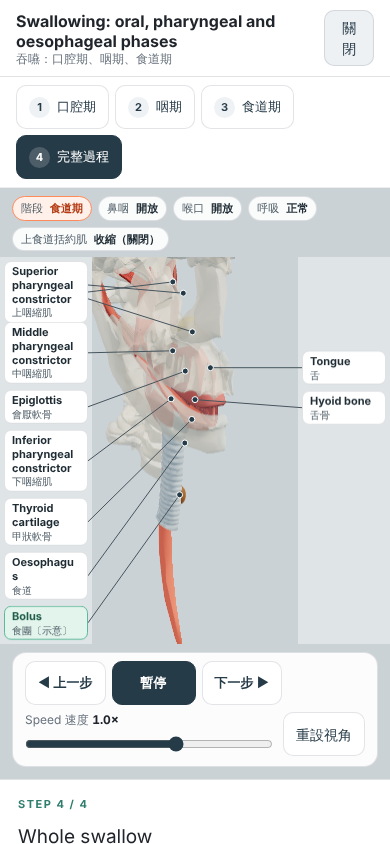 Swallowing: oral, pharyngeal and
oesophageal phases
吞嚥：口腔期、咽期、食道期
關
閉
1 口腔期
2 咽期
3 食道期
4 完整過程
階段 食道期
鼻咽 開放
喉口 開放
呼吸 正常
上食道括約肌 收縮（關閉）
Superior
pharyngeal
constrictor
上咽縮肌
Middle
pharyngeal
constrictor
中咽縮肌
Epiglottis
會厭軟骨
Inferior
pharyngeal
constrictor
下咽縮肌
Thyroid
cartilage
甲狀軟骨
Oesophagu
s
食道
Bolus
食團〔示意〕
Tongue
舌
Hyoid bone
舌骨
◀ 上一步
暫停
下一步 ▶
Speed 速度 1.0×
重設視角
STEP 4 / 4
Whole swallow